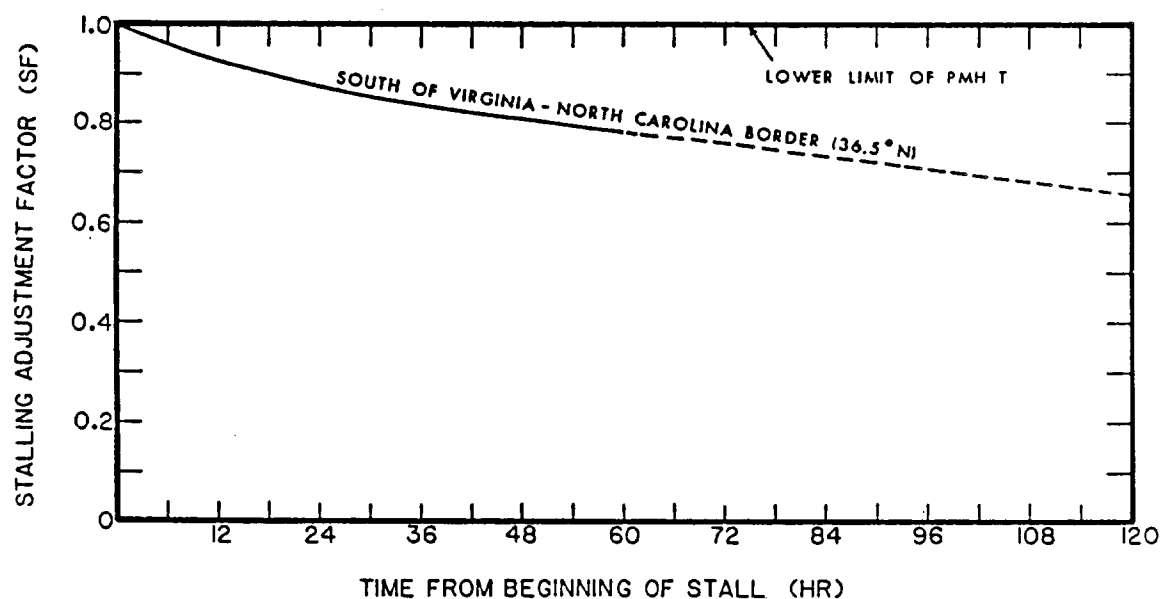 STALLING ADJUSTMENT FACTOR (SF)
1.0
0.8
0.6
0.4
0.2
0
LOWER LIMIT OF PMH T
SOUTH OF VIRGINIA - NORTH CAROLINA BORDER (36.5°N)
12 24 36 48 60 72 84 96 108 120
TIME FROM BEGINNING OF STALL (HR)